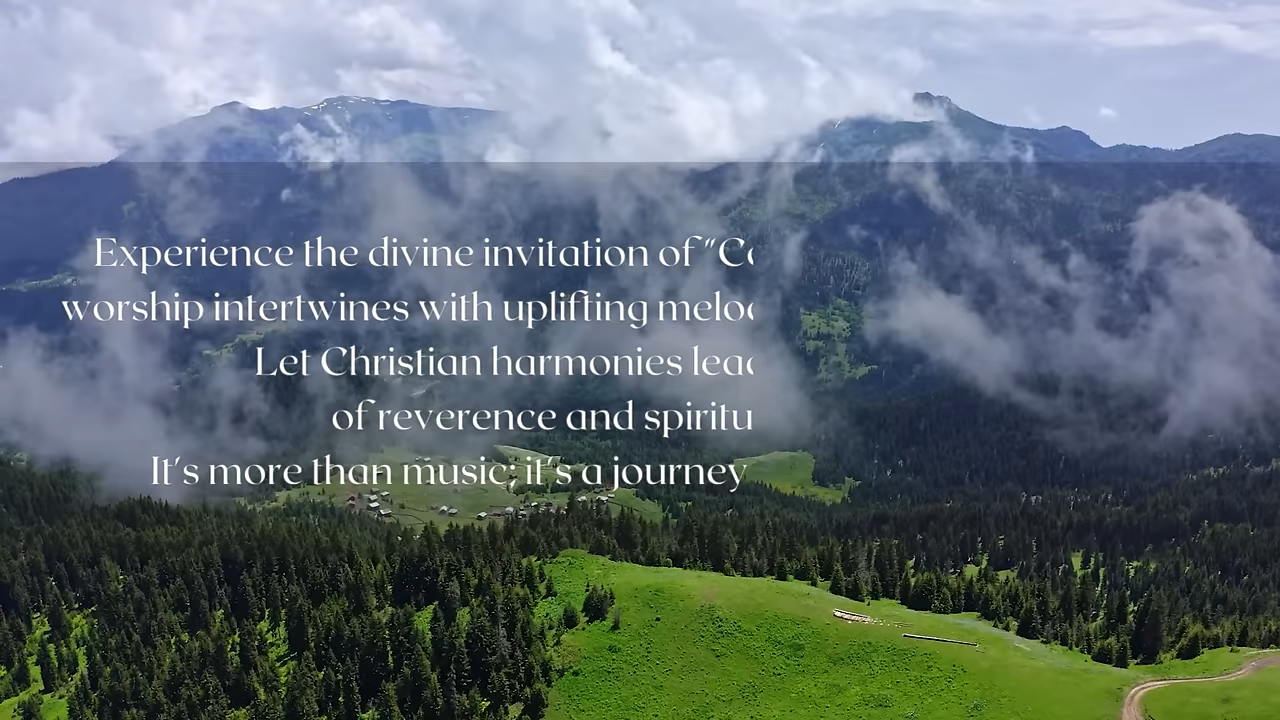 Experience the divine invitation of "C
worship intertwines with uplifting melo
Let Christian harmonies lea
of reverence and spiritu
It's more than music; it's a journey